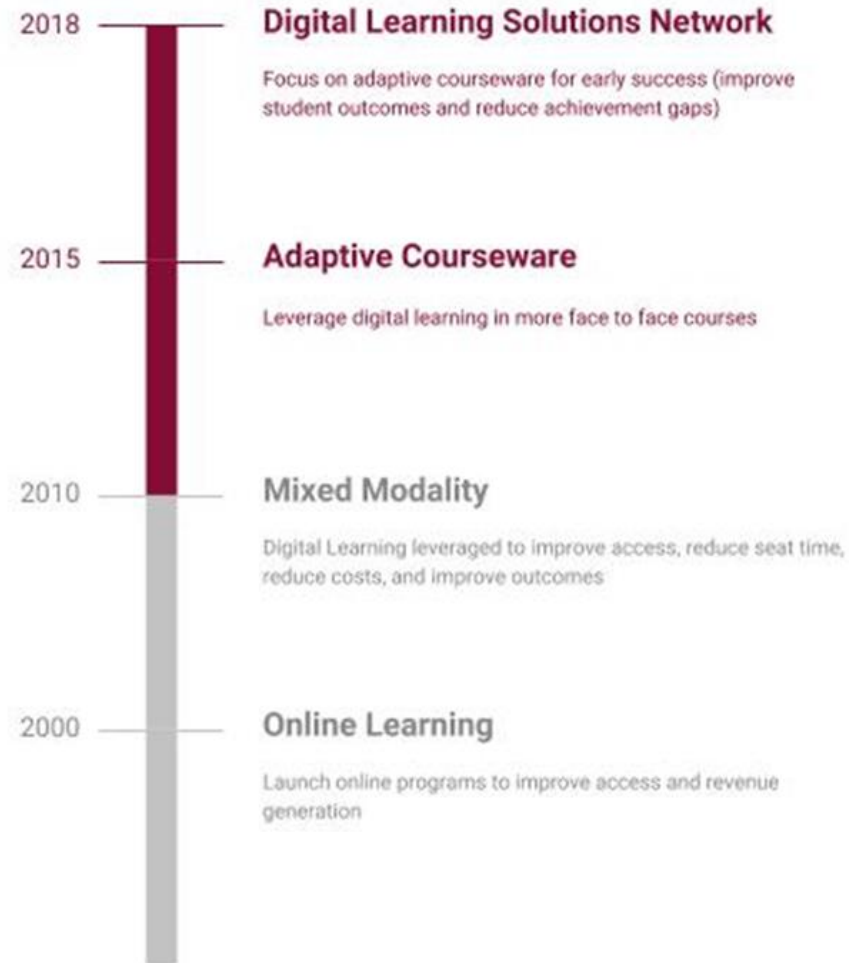 2018
Digital Learning Solutions Network
Focus on adaptive courseware for early success (improve
student outcomes and reduce achievement gaps)
2015
Adaptive Courseware
Leverage digital learning in more face to face courses
2010
Mixed Modality
Digital Learning leveraged to improve access, reduce seat time,
reduce costs, and improve outcomes
2000
Online Learning
Launch online programs to improve access and revenue
generation